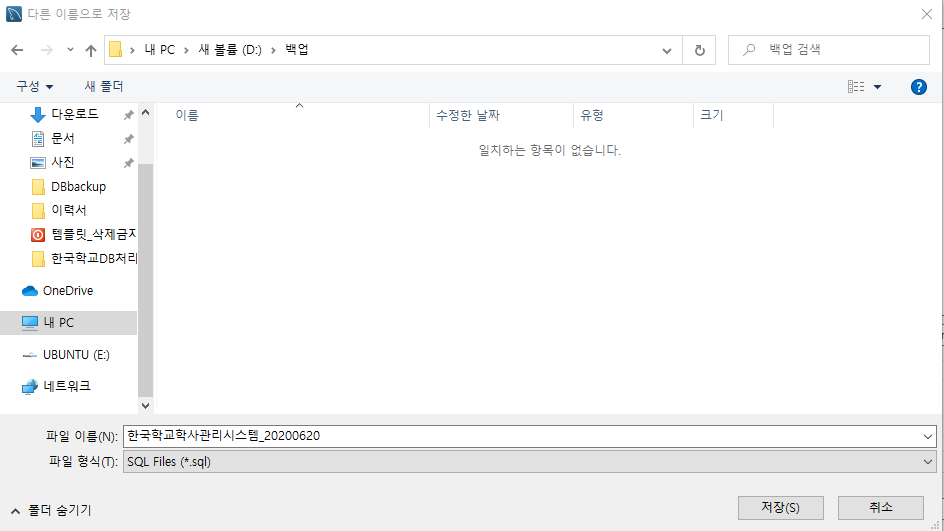 다른 이름으로 저장
내 PC > 새 볼륨 (D:) > 백업
백업 검색
구성
새 폴더
?
이름
수정한 날짜
유형
크기
일치하는 항목이 없습니다.
다운로드
문서
사진
DBbackup
이력서
템플릿_삭제금지
한국학교DB처리
OneDrive
내 PC
UBUNTU (E:)
네트워크
파일 이름(N):
한국학교학사관리시스템_20200620
파일 형식(T):
SQL Files (*.sql)
폴더 숨기기
저장(S)
취소